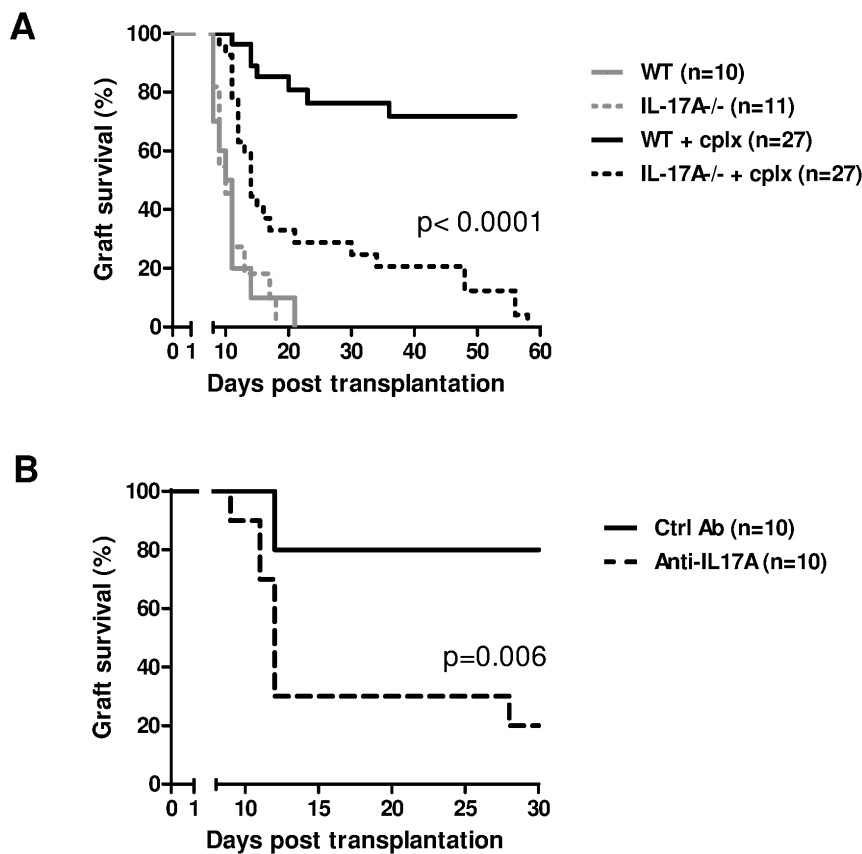 A
100
80
60
40
20
0
Graft survival (%)
0 1 10 20 30 40 50 60
Days post transplantation
p< 0.0001
WT (n=10)
IL-17A-/- (n=11)
WT + cplx (n=27)
IL-17A-/- + cplx (n=27)
B
100
80
60
40
20
0
Graft survival (%)
0 1 10 15 20 25 30
Days post transplantation
p=0.006
Ctrl Ab (n=10)
Anti-IL17A (n=10)